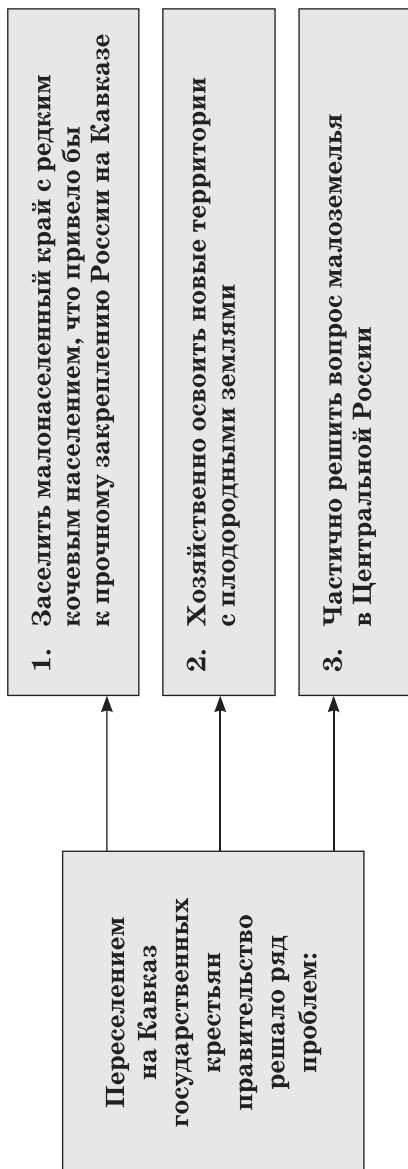 Переселением
на Кавказ
государственных
крестьян
правительство
решало ряд
проблем:
1. Заселить малонаселенный край с редким
кочевым населением, что привело бы
к прочному закреплению России на Кавказе
2. Хозяйственно освоить новые территории
с плодородными землями
3. Частично решить вопрос малоземелья
в Центральной России